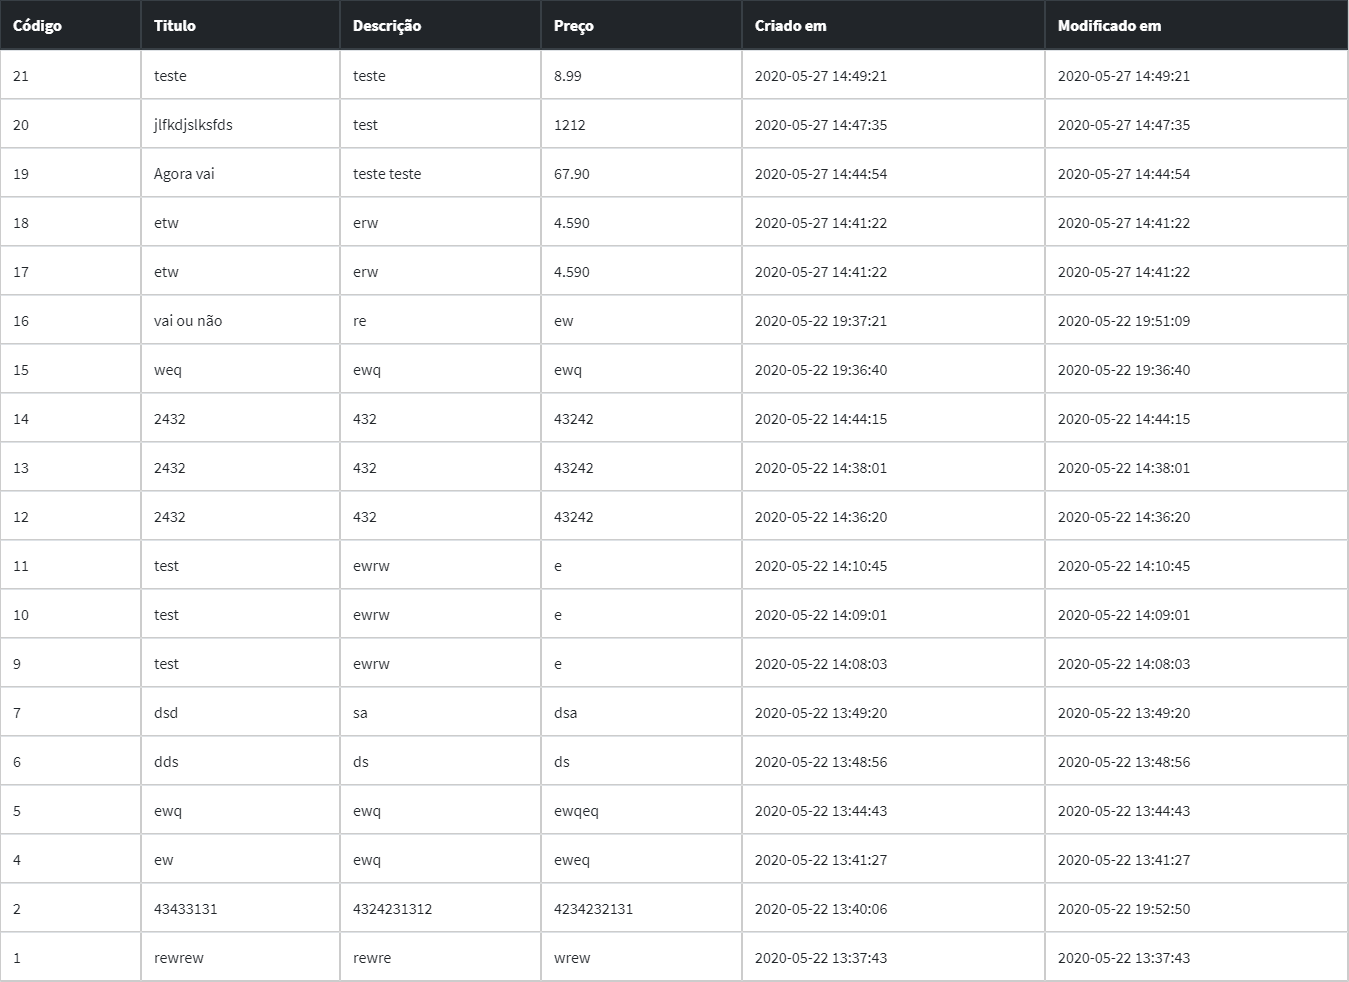 Código Titulo Descrição Preço Criado em Modificado em
21 teste teste 8.99 2020-05-27 14:49:21 2020-05-27 14:49:21
20 jlfkdjslksfds test 1212 2020-05-27 14:47:35 2020-05-27 14:47:35
19 Agora vai teste teste 67.90 2020-05-27 14:44:54 2020-05-27 14:44:54
18 etw erw 4.590 2020-05-27 14:41:22 2020-05-27 14:41:22
17 etw erw 4.590 2020-05-27 14:41:22 2020-05-27 14:41:22
16 vai ou não re ew 2020-05-22 19:37:21 2020-05-22 19:51:09
15 weq ewq ewq 2020-05-22 19:36:40 2020-05-22 19:36:40
14 2432 432 43242 2020-05-22 14:44:15 2020-05-22 14:44:15
13 2432 432 43242 2020-05-22 14:38:01 2020-05-22 14:38:01
12 2432 432 43242 2020-05-22 14:36:20 2020-05-22 14:36:20
11 test ewrw e 2020-05-22 14:10:45 2020-05-22 14:10:45
10 test ewrw e 2020-05-22 14:09:01 2020-05-22 14:09:01
9 test ewrw e 2020-05-22 14:08:03 2020-05-22 14:08:03
7 dsd sa dsa 2020-05-22 13:49:20 2020-05-22 13:49:20
6 dds ds ds 2020-05-22 13:48:56 2020-05-22 13:48:56
5 ewq ewq ewqeq 2020-05-22 13:44:43 2020-05-22 13:44:43
4 ew ewq eweq 2020-05-22 13:41:27 2020-05-22 13:41:27
2 43433131 4324231312 4234232131 2020-05-22 13:40:06 2020-05-22 19:52:50
1 rewrew rewre wrew 2020-05-22 13:37:43 2020-05-22 13:37:43